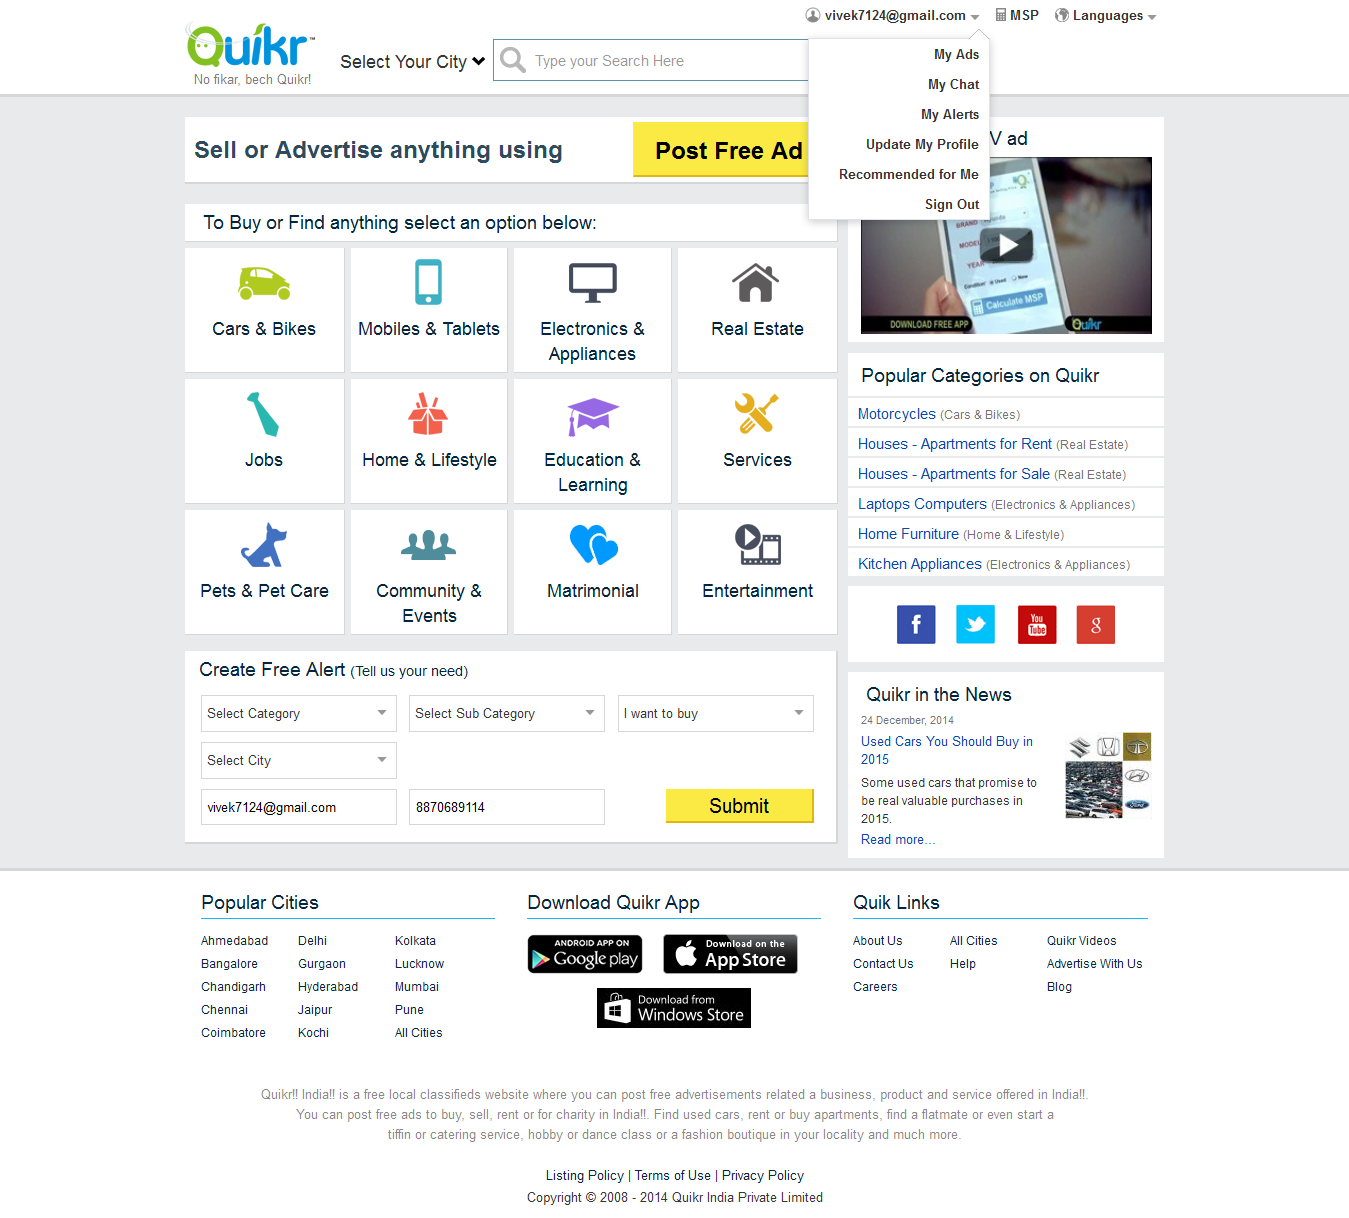 vivek7124@gmail.com
MSP
Languages
Quikr™
No fikar, bech Quikr!
Select Your City
Type your Search Here
My Ads
My Chat
My Alerts
Update My Profile
Recommended for Me
Sign Out
Sell or Advertise anything using
Post Free Ad
V ad
BRAND
MODEL
YEAR
Condition Used New
Calculate MSP
DOWNLOAD FREE APP
Quikr
To Buy or Find anything select an option below:
Cars & Bikes
Mobiles & Tablets
Electronics &
Appliances
Real Estate
Jobs
Home & Lifestyle
Education &
Learning
Services
Pets & Pet Care
Community &
Events
Matrimonial
Entertainment
Popular Categories on Quikr
Motorcycles (Cars & Bikes)
Houses - Apartments for Rent (Real Estate)
Houses - Apartments for Sale (Real Estate)
Laptops Computers (Electronics & Appliances)
Home Furniture (Home & Lifestyle)
Kitchen Appliances (Electronics & Appliances)
f
You
Tube
g
Create Free Alert (Tell us your need)
Select Category
Select Sub Category
I want to buy
Select City
vivek7124@gmail.com
8870689114
Submit
Quikr in the News
24 December, 2014
Used Cars You Should Buy in
2015
Some used cars that promise to
be real valuable purchases in
2015.
Read more...
Popular Cities
Ahmedabad Delhi Kolkata
Bangalore Gurgaon Lucknow
Chandigarh Hyderabad Mumbai
Chennai Jaipur Pune
Coimbatore Kochi All Cities
Download Quikr App
ANDROID APP ON
Google play
Download on the
App Store
Download from
Windows Store
Quik Links
About Us All Cities Quikr Videos
Contact Us Help Advertise With Us
Careers Blog
Quikr!! India!! is a free local classifieds website where you can post free advertisements related a business, product and service offered in India!!.
You can post free ads to buy, sell, rent or for charity in India!!. Find used cars, rent or buy apartments, find a flatmate or even start a
tiffin or catering service, hobby or dance class or a fashion boutique in your locality and much more.
Listing Policy | Terms of Use | Privacy Policy
Copyright © 2008 - 2014 Quikr India Private Limited